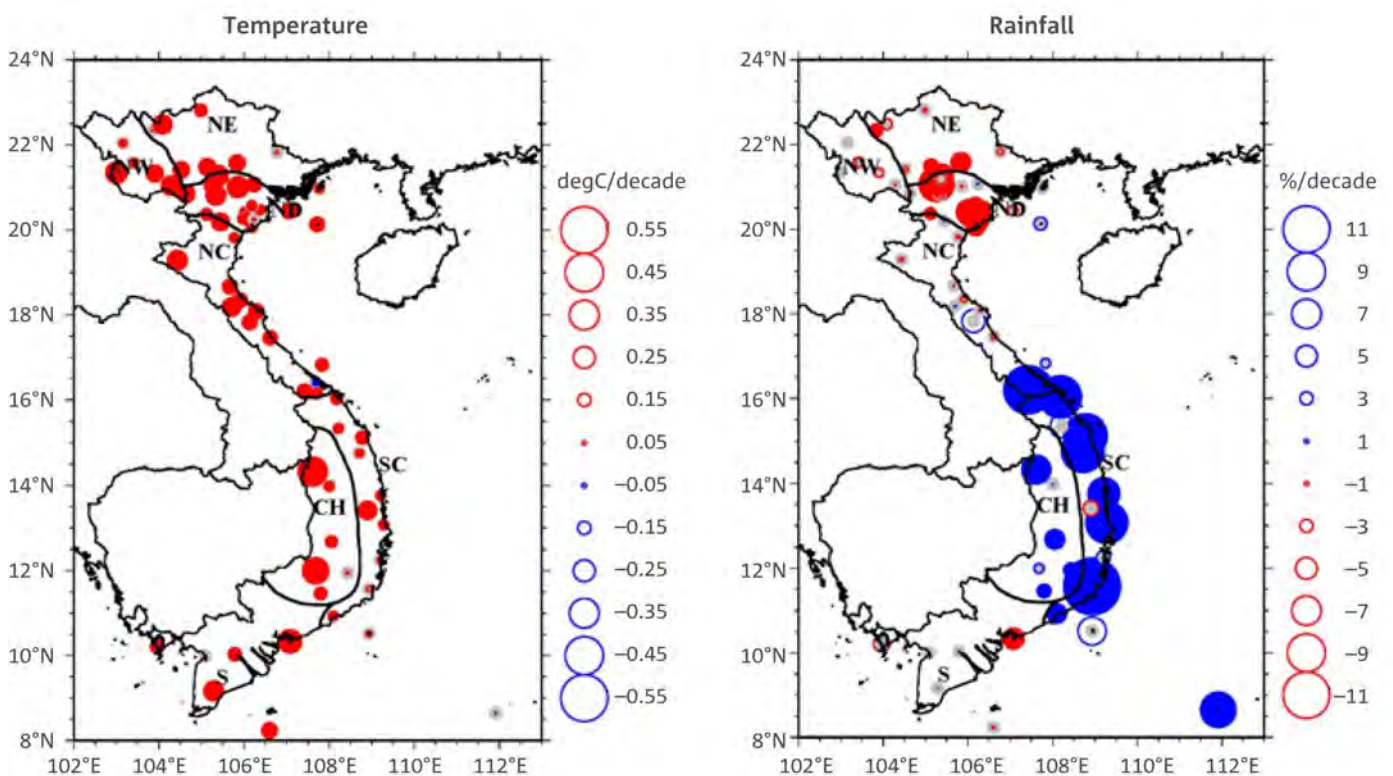 Temperature
24°N
22°N
20°N
18°N
16°N
14°N
12°N
10°N
8°N
102°E 104°E 106°E 108°E 110°E 112°E
NE
NW
ND
NC
SC
CH
S
degC/decade
0.55
0.45
0.35
0.25
0.15
0.05
−0.05
−0.15
−0.25
−0.35
−0.45
−0.55
Rainfall
24°N
22°N
20°N
18°N
16°N
14°N
12°N
10°N
8°N
102°E 104°E 106°E 108°E 110°E 112°E
NE
NW
ND
NC
SC
CH
S
%/decade
11
9
7
5
3
1
−1
−3
−5
−7
−9
−11